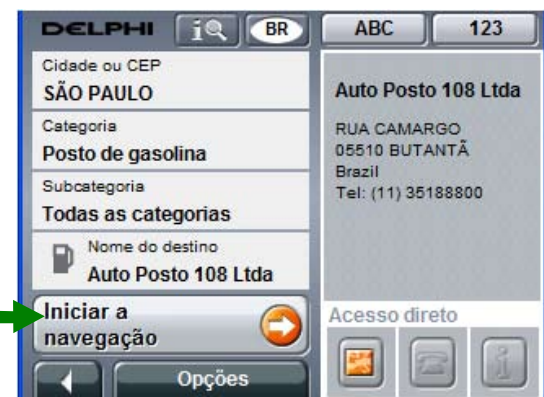 DELPHI
i
BR
ABC
123
Cidade ou CEP
SÃO PAULO
Categoria
Posto de gasolina
Subcategoria
Todas as categorias
Nome do destino
Auto Posto 108 Ltda
Iniciar a
navegação
Opções
Auto Posto 108 Ltda
RUA CAMARGO
05510 BUTANTÃ
Brazil
Tel: (11) 35188800
Acesso direto
i